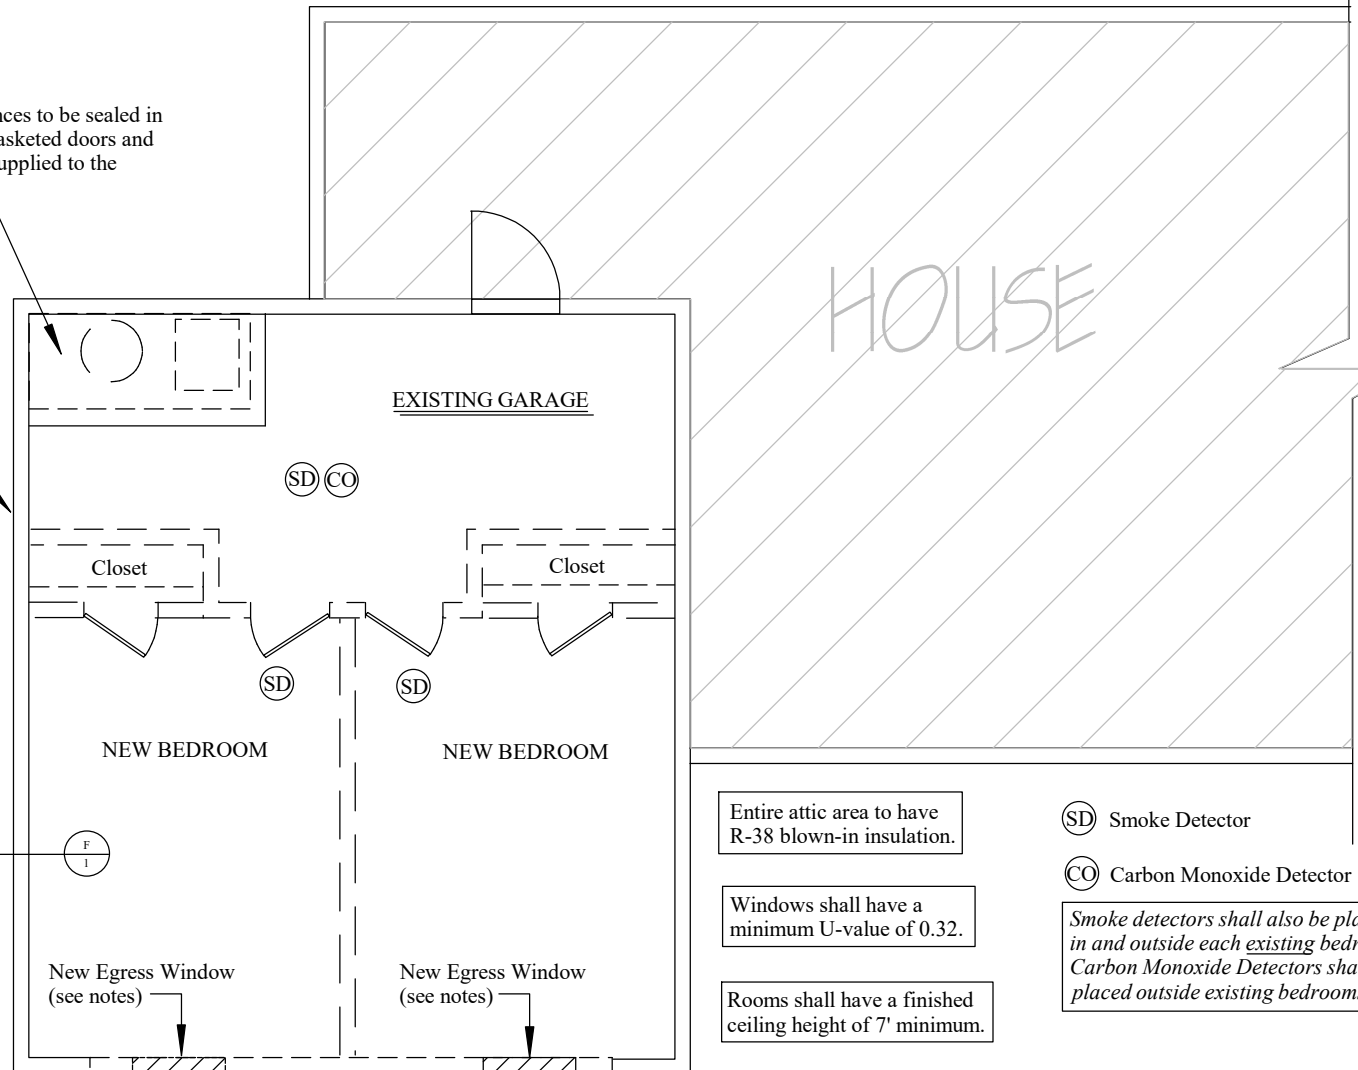 nces to be sealed in
asketed doors and
upplied to the
HOUSE
EXISTING GARAGE
SD CO
Closet
Closet
SD
SD
NEW BEDROOM
NEW BEDROOM
F
1
New Egress Window
(see notes)
New Egress Window
(see notes)
Entire attic area to have
R-38 blown-in insulation.
Windows shall have a
minimum U-value of 0.32.
Rooms shall have a finished
ceiling height of 7' minimum.
SD Smoke Detector
CO Carbon Monoxide Detector
Smoke detectors shall also be pla
in and outside each existing bedr
Carbon Monoxide Detectors sha
placed outside existing bedroom